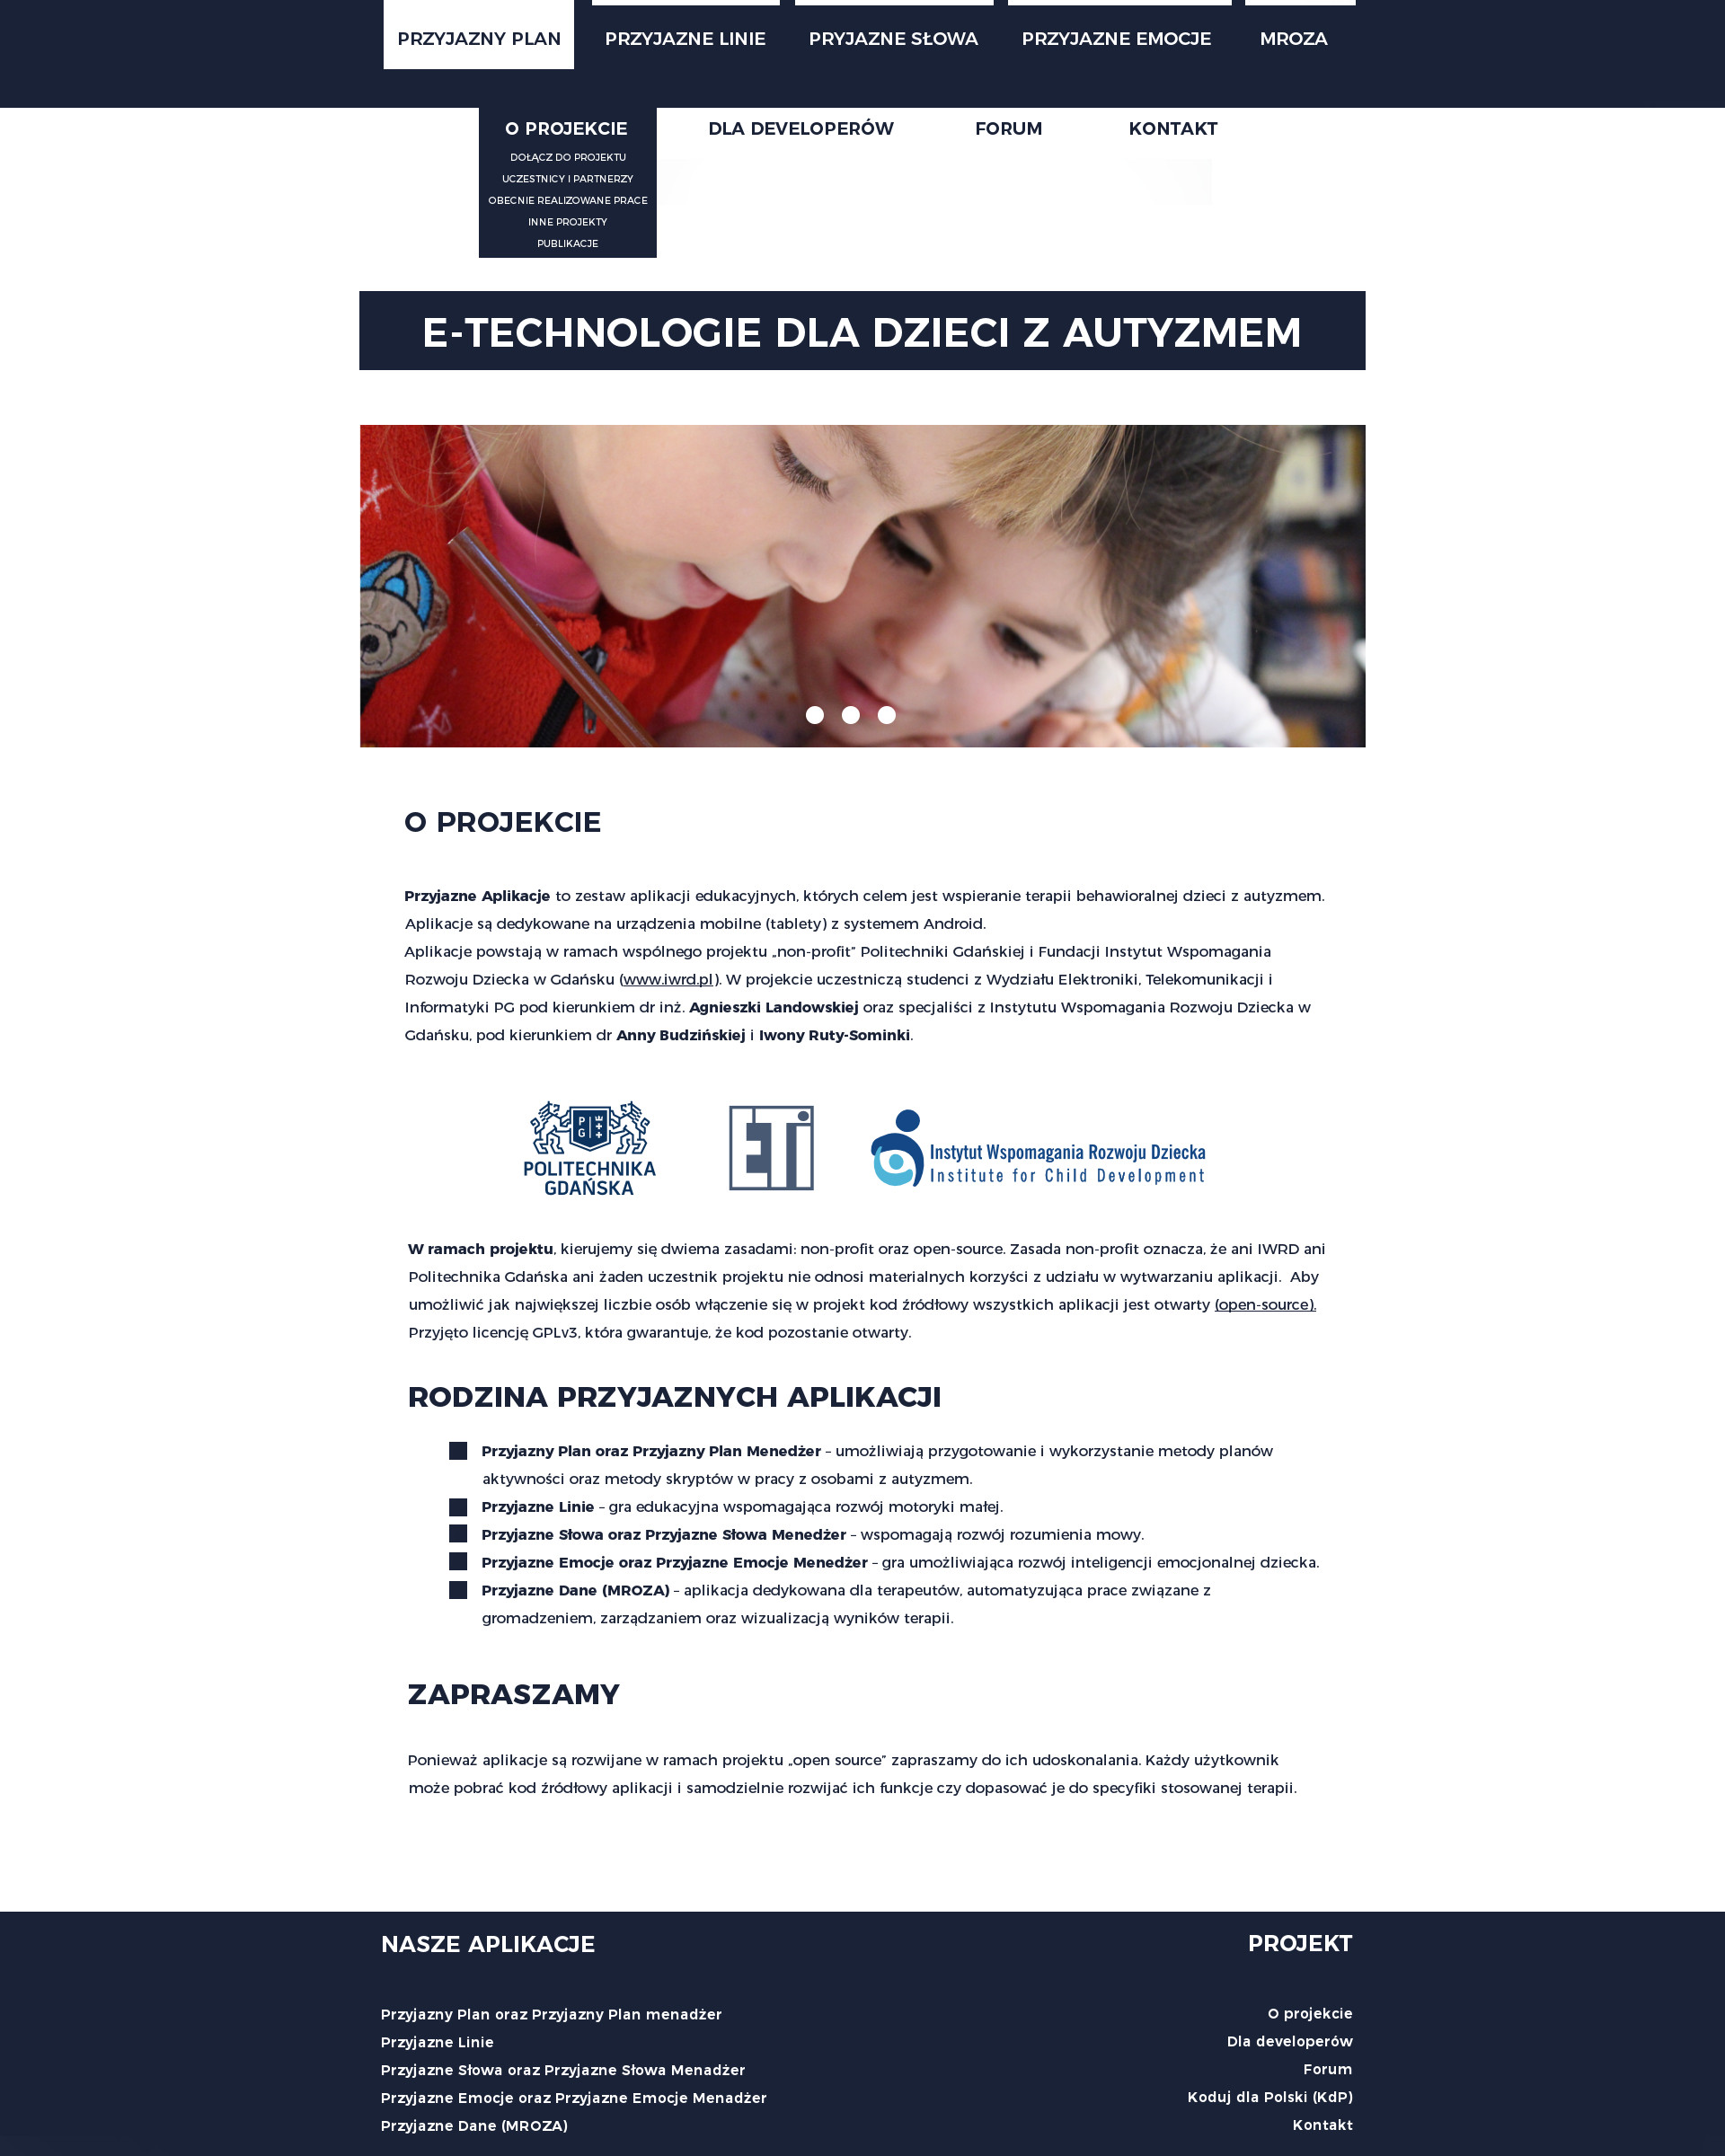 PRZYJAZNY PLAN PRZYJAZNE LINIE PRYJAZNE SŁOWA PRZYJAZNE EMOCJE MROZA
O PROJEKCIE DLA DEVELOPERÓW FORUM KONTAKT
DOŁĄCZ DO PROJEKTU
UCZESTNICY I PARTNERZY
OBECNIE REALIZOWANE PRACE
INNE PROJEKTY
PUBLIKACJE
E-TECHNOLOGIE DLA DZIECI Z AUTYZMEM
O PROJEKCIE
Przyjazne Aplikacje to zestaw aplikacji edukacyjnych, których celem jest wspieranie terapii behawioralnej dzieci z autyzmem.
Aplikacje są dedykowane na urządzenia mobilne (tablety) z systemem Android.
Aplikacje powstają w ramach wspólnego projektu „non-profit” Politechniki Gdańskiej i Fundacji Instytut Wspomagania
Rozwoju Dziecka w Gdańsku (www.iwrd.pl). W projekcie uczestniczą studenci z Wydziału Elektroniki, Telekomunikacji i
Informatyki PG pod kierunkiem dr inż. Agnieszki Landowskiej oraz specjaliści z Instytutu Wspomagania Rozwoju Dziecka w
Gdańsku, pod kierunkiem dr Anny Budzińskiej i Iwony Ruty-Sominki.
P G
POLITECHNIKA
GDAŃSKA
ETi
Instytut Wspomagania Rozwoju Dziecka
Institute for Child Development
W ramach projektu, kierujemy się dwiema zasadami: non-profit oraz open-source. Zasada non-profit oznacza, że ani IWRD ani
Politechnika Gdańska ani żaden uczestnik projektu nie odnosi materialnych korzyści z udziału w wytwarzaniu aplikacji. Aby
umożliwić jak największej liczbie osób włączenie się w projekt kod źródłowy wszystkich aplikacji jest otwarty (open-source).
Przyjęto licencję GPLv3, która gwarantuje, że kod pozostanie otwarty.
RODZINA PRZYJAZNYCH APLIKACJI
Przyjazny Plan oraz Przyjazny Plan Menedżer – umożliwiają przygotowanie i wykorzystanie metody planów
aktywności oraz metody skryptów w pracy z osobami z autyzmem.
Przyjazne Linie – gra edukacyjna wspomagająca rozwój motoryki małej.
Przyjazne Słowa oraz Przyjazne Słowa Menedżer – wspomagają rozwój rozumienia mowy.
Przyjazne Emocje oraz Przyjazne Emocje Menedżer – gra umożliwiająca rozwój inteligencji emocjonalnej dziecka.
Przyjazne Dane (MROZA) – aplikacja dedykowana dla terapeutów, automatyzująca prace związane z
gromadzeniem, zarządzaniem oraz wizualizacją wyników terapii.
ZAPRASZAMY
Ponieważ aplikacje są rozwijane w ramach projektu „open source” zapraszamy do ich udoskonalania. Każdy użytkownik
może pobrać kod źródłowy aplikacji i samodzielnie rozwijać ich funkcje czy dopasować je do specyfiki stosowanej terapii.
NASZE APLIKACJE
Przyjazny Plan oraz Przyjazny Plan menadżer
Przyjazne Linie
Przyjazne Słowa oraz Przyjazne Słowa Menadżer
Przyjazne Emocje oraz Przyjazne Emocje Menadżer
Przyjazne Dane (MROZA)
PROJEKT
O projekcie
Dla developerów
Forum
Koduj dla Polski (KdP)
Kontakt